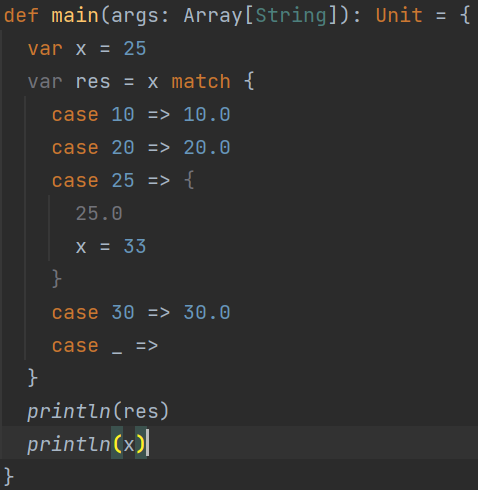 def main(args: Array[String]): Unit = {
  var x = 25
  var res = x match {
    case 10 => 10.0
    case 20 => 20.0
    case 25 => {
      25.0
      x = 33
    }
    case 30 => 30.0
    case _ =>
  }
  println(res)
  println(x)
}